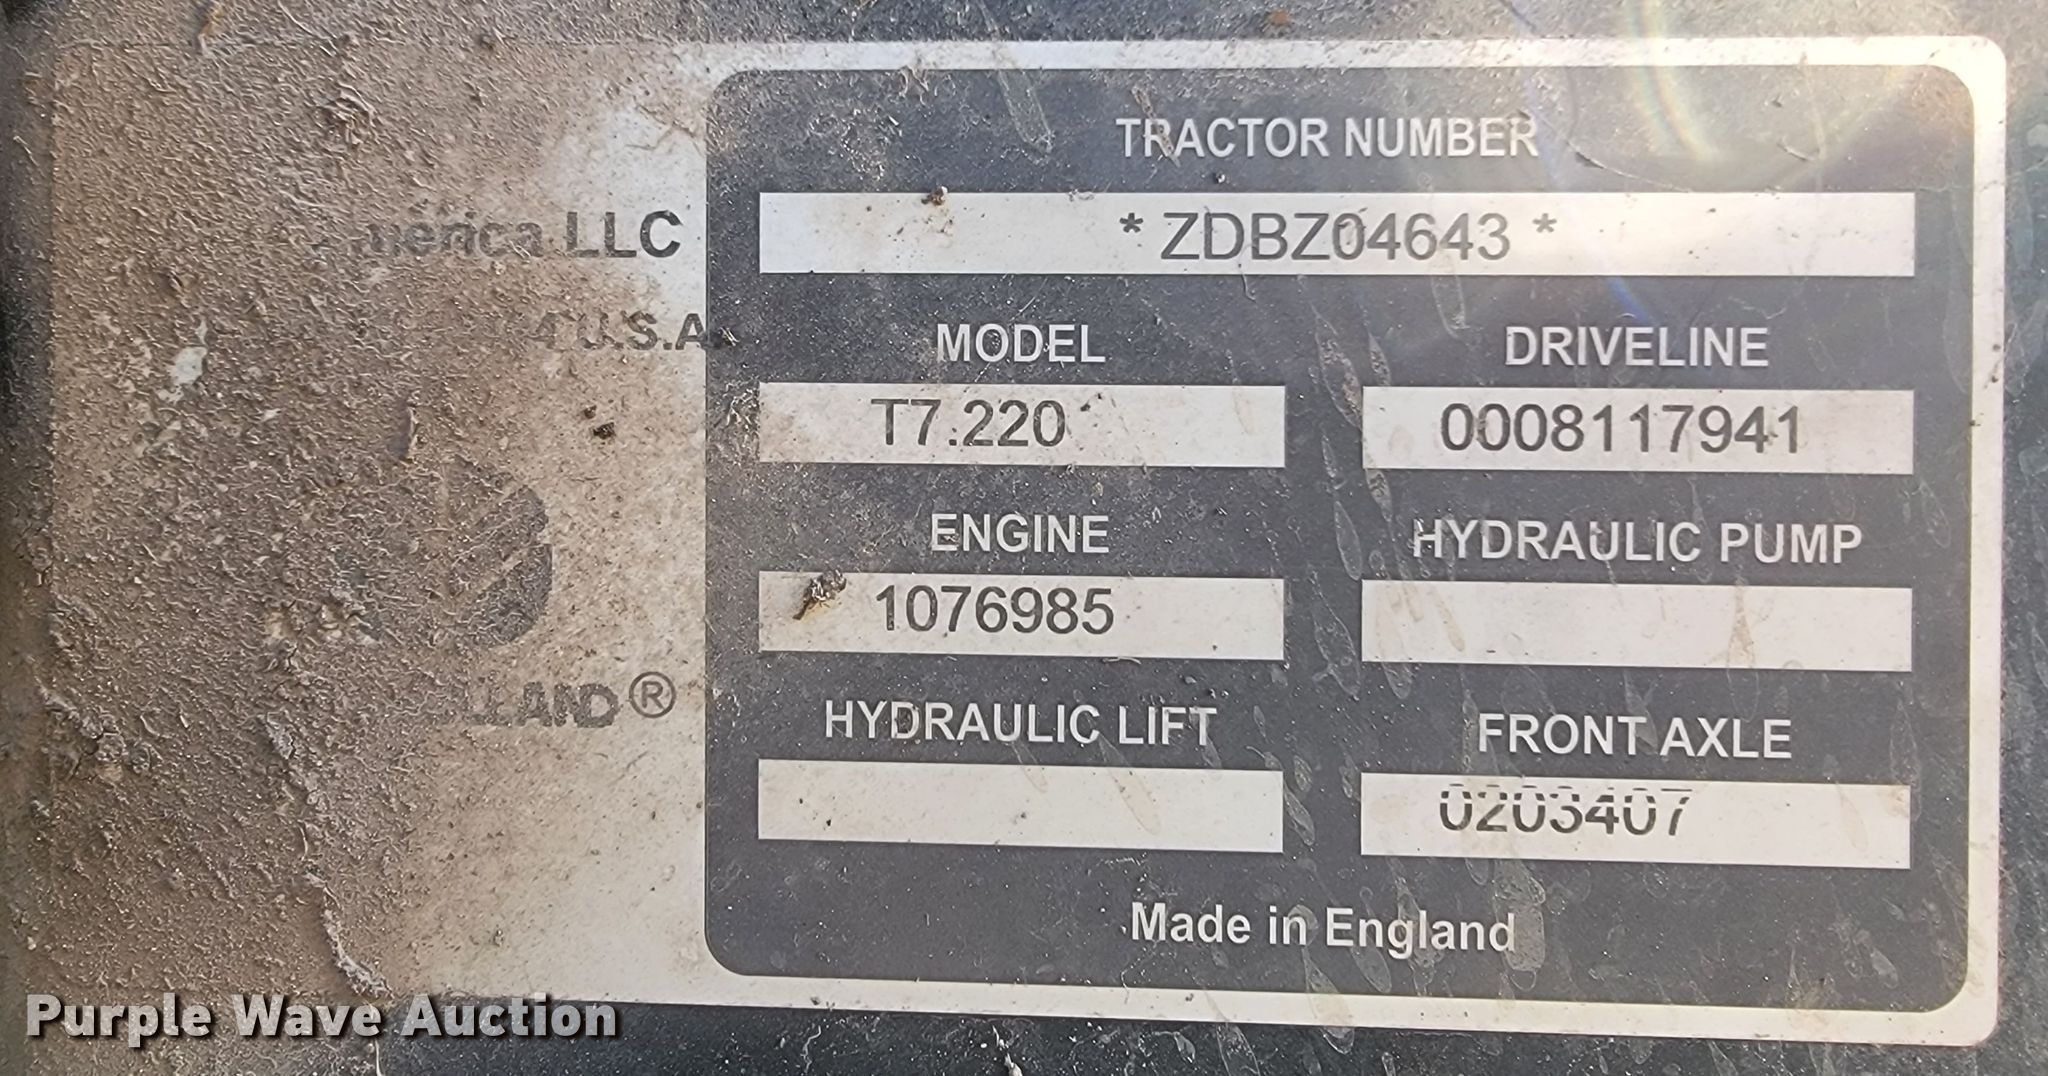 LLC
U.S.A.
®
TRACTOR NUMBER
*ZDBZ04643*
MODEL
T7.220
DRIVELINE
0008117941
ENGINE
1076985
HYDRAULIC PUMP
HYDRAULIC LIFT
FRONT AXLE
0203407
Made in England
Purple Wave Auction